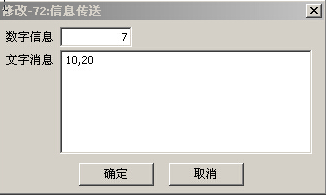 修改-72:信息传送
数字信息 7
文字消息 10,20
确定 取消